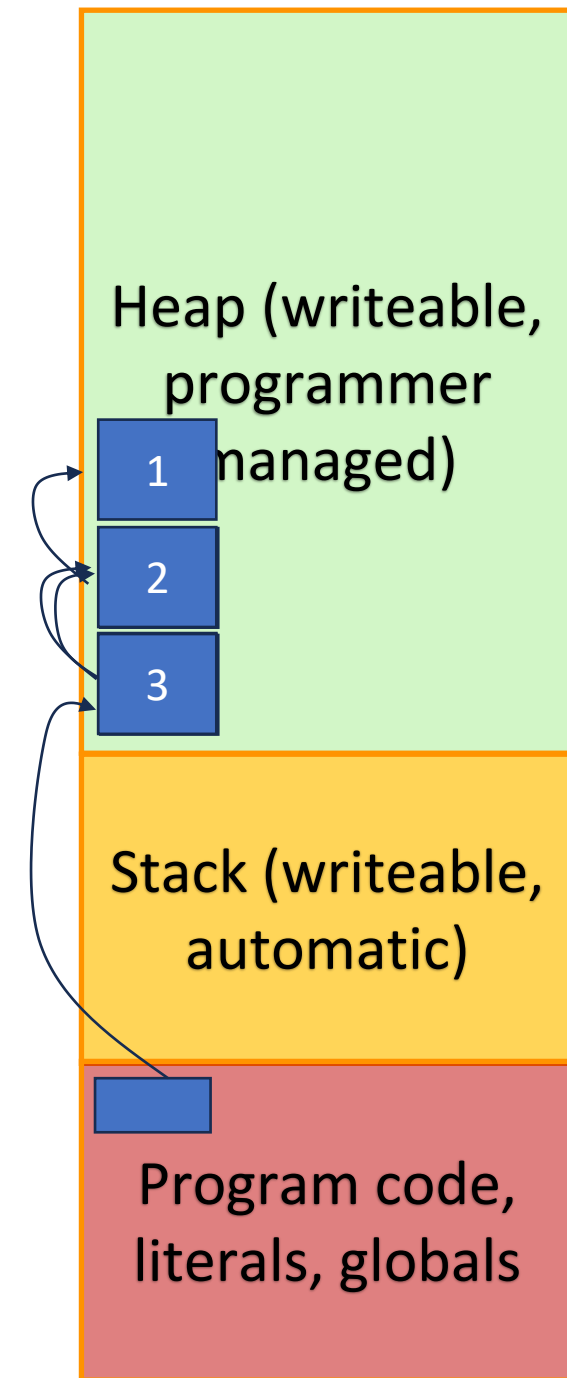 Heap (writeable,
programmer
managed)
1
2
3
Stack (writeable,
automatic)
Program code,
literals, globals